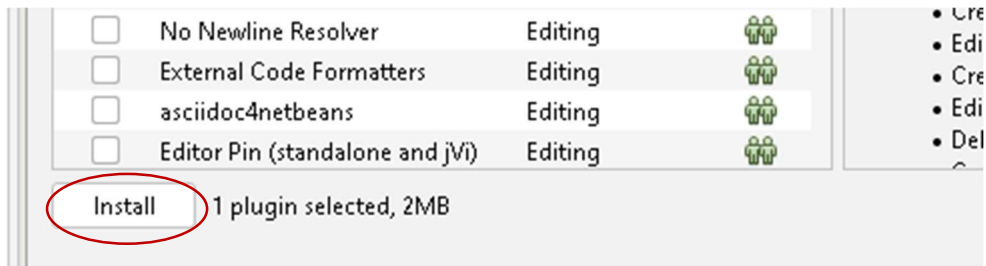 No Newline Resolver Editing
External Code Formatters Editing
asciidoc4netbeans Editing
Editor Pin (standalone and jVi) Editing
Install 1 plugin selected, 2MB